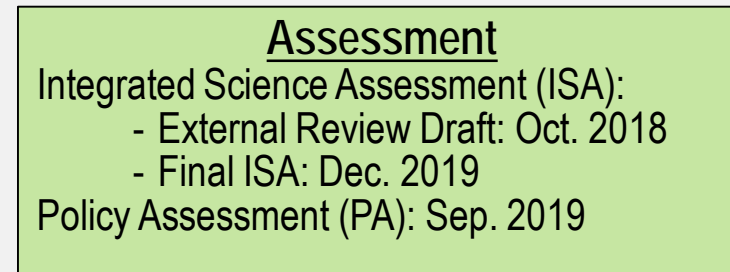 Assessment
Integrated Science Assessment (ISA):
- External Review Draft: Oct. 2018
- Final ISA: Dec. 2019
Policy Assessment (PA): Sep. 2019